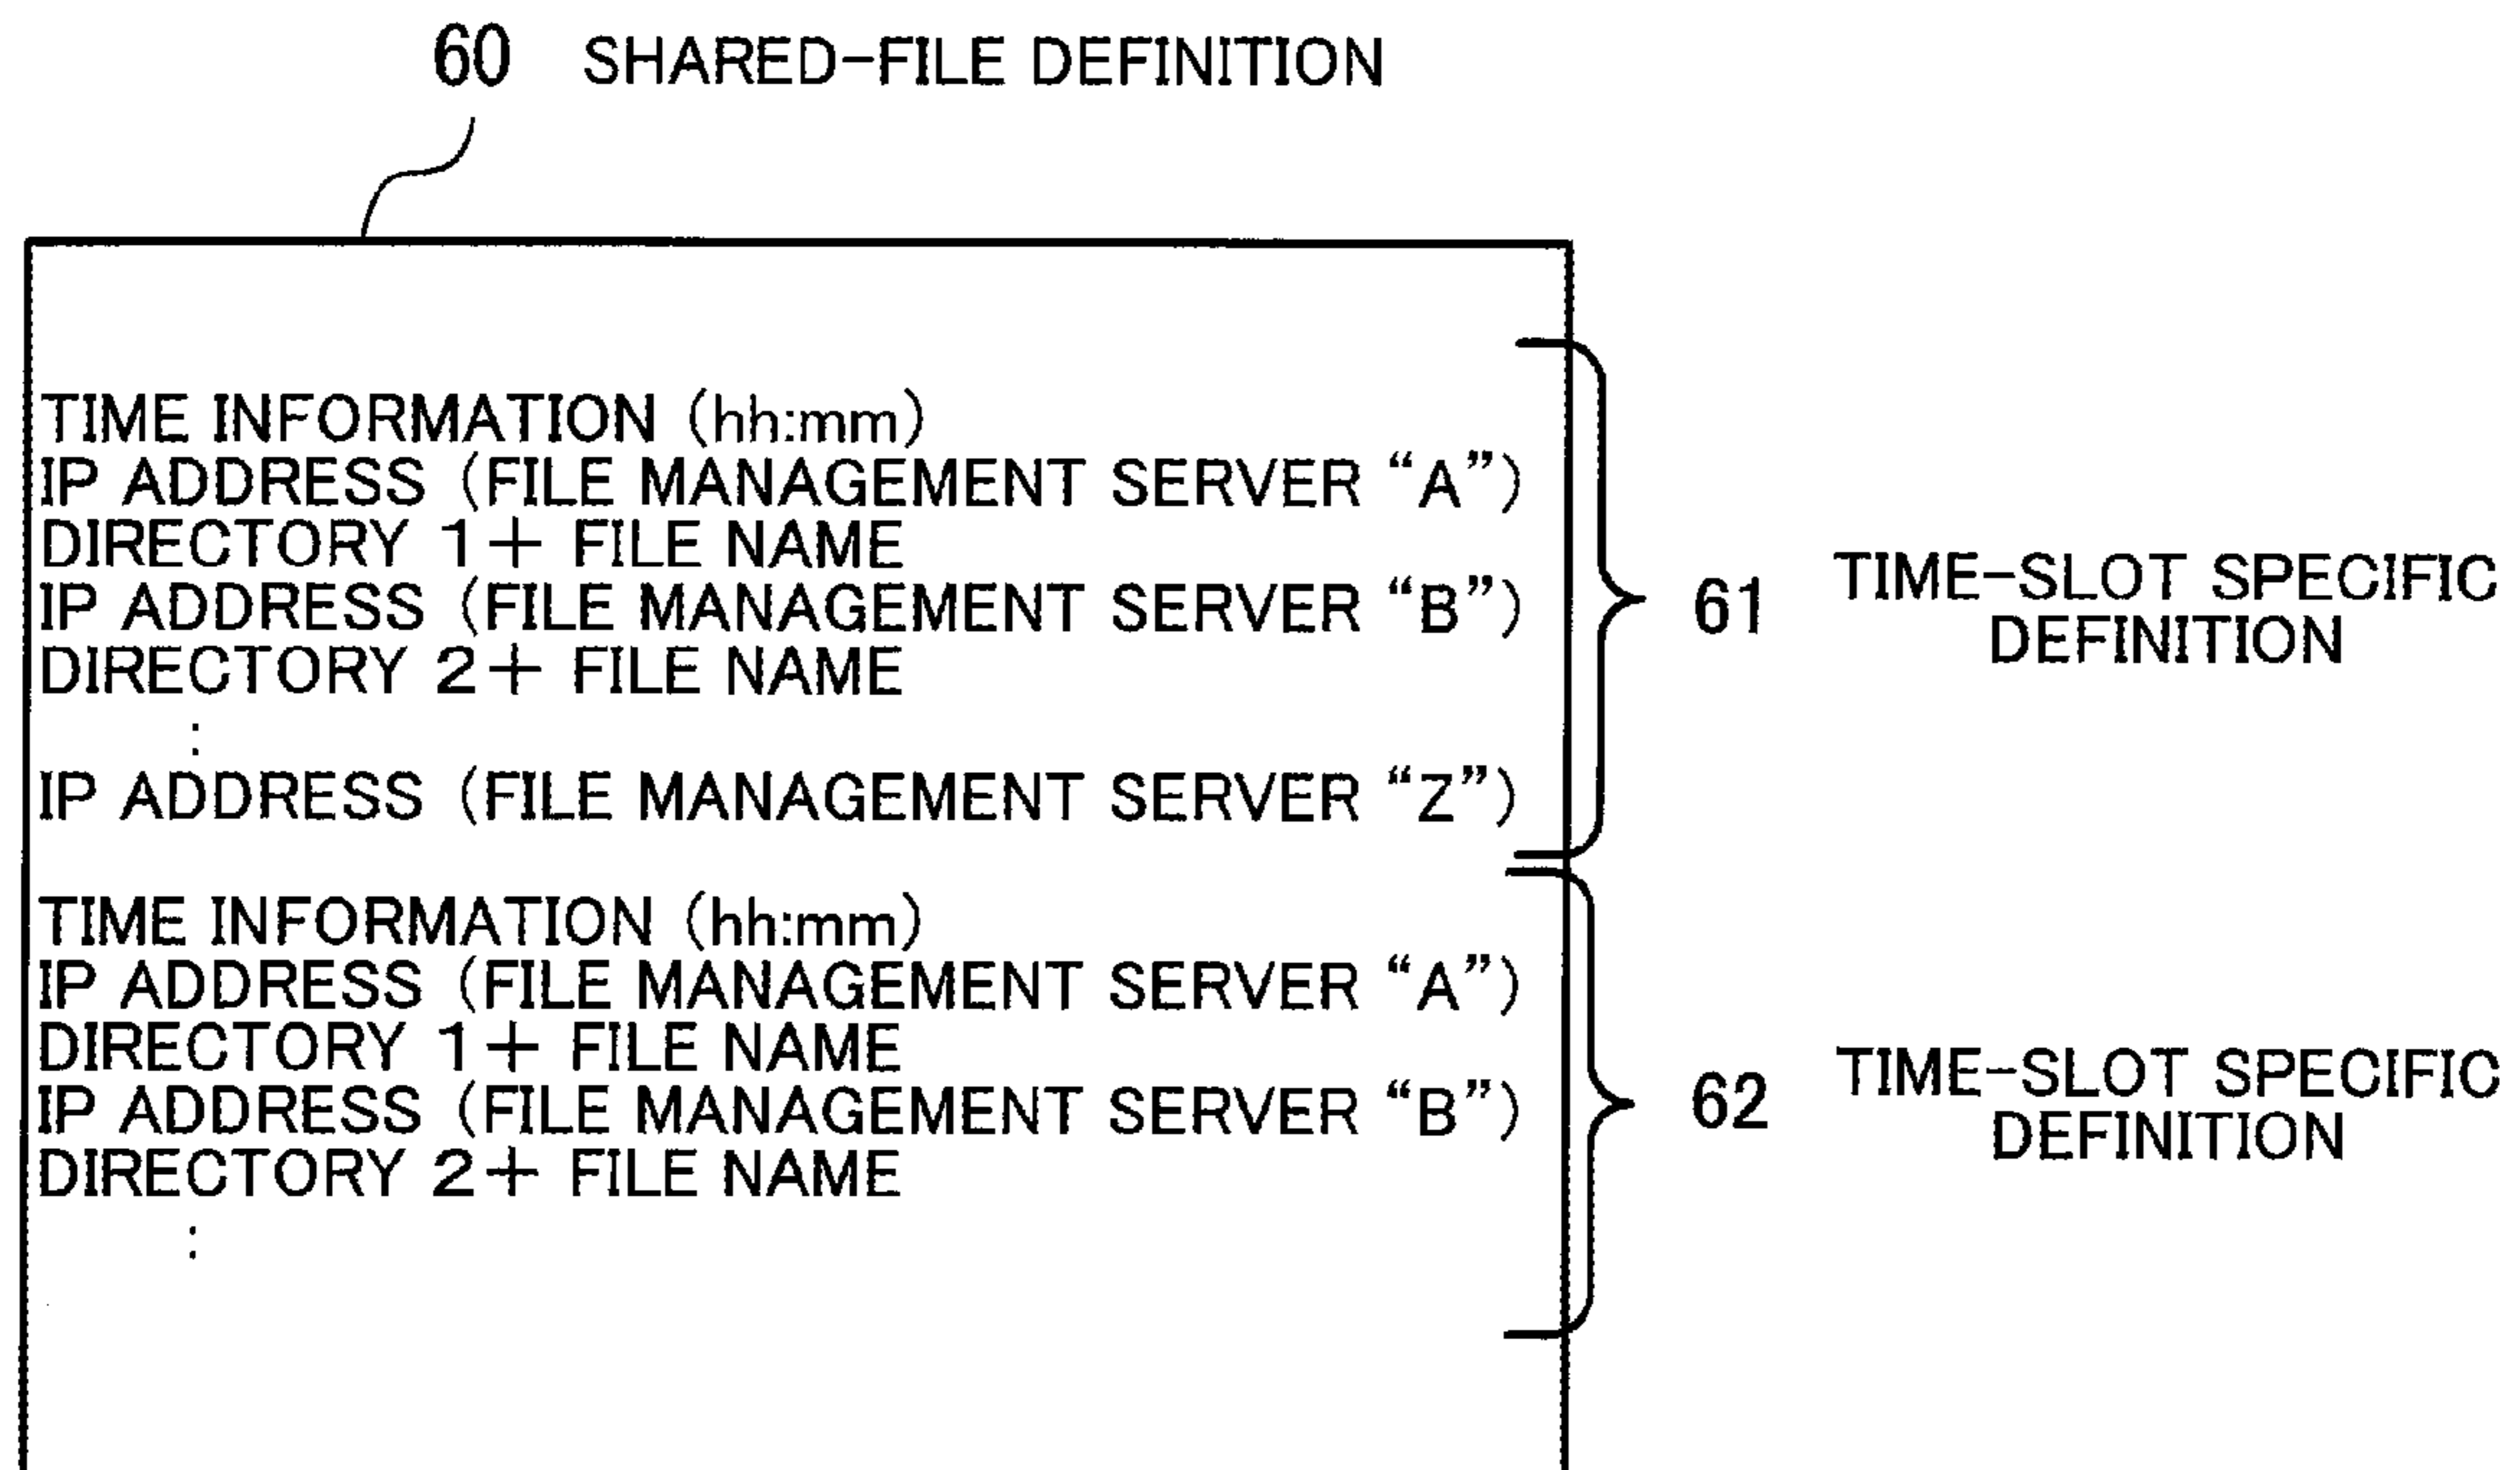 60 SHARED-FILE DEFINITION
TIME INFORMATION (hh:mm)
IP ADDRESS (FILE MANAGEMENT SERVER “A”)
DIRECTORY 1+ FILE NAME
IP ADDRESS (FILE MANAGEMENT SERVER “B”)
DIRECTORY 2+ FILE NAME
:
IP ADDRESS (FILE MANAGEMENT SERVER “Z”)
61 TIME-SLOT SPECIFIC
DEFINITION
TIME INFORMATION (hh:mm)
IP ADDRESS (FILE MANAGEMENT SERVER “A”)
DIRECTORY 1+ FILE NAME
IP ADDRESS (FILE MANAGEMENT SERVER “B”)
DIRECTORY 2+ FILE NAME
:
62 TIME-SLOT SPECIFIC
DEFINITION